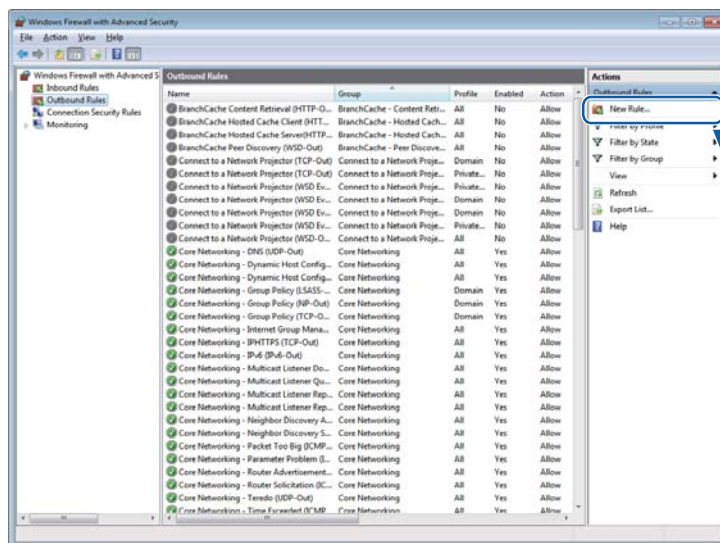 Windows Firewall with Advanced Security
File Action View Help
Windows Firewall with Advanced S
Inbound Rules
Outbound Rules
Connection Security Rules
Monitoring
Outbound Rules
Name Group Profile Enabled Action
BranchCache Content Retrieval (HTTP-O... BranchCache - Content Retr... All No Allow
BranchCache Hosted Cache Client (HTT... BranchCache - Hosted Cach... All No Allow
BranchCache Hosted Cache Server(HTTP... BranchCache - Hosted Cach... All No Allow
BranchCache Peer Discovery (WSD-Out) BranchCache - Peer Discove... All No Allow
Connect to a Network Projector (TCP-Out) Connect to a Network Proje... Domain No Allow
Connect to a Network Projector (TCP-Out) Connect to a Network Proje... Private... No Allow
Connect to a Network Projector (WSD Ev... Connect to a Network Proje... Private... No Allow
Connect to a Network Projector (WSD Ev... Connect to a Network Proje... Domain No Allow
Connect to a Network Projector (WSD Ev... Connect to a Network Proje... Domain No Allow
Connect to a Network Projector (WSD Ev... Connect to a Network Proje... Private... No Allow
Connect to a Network Projector (WSD-O... Connect to a Network Proje... All No Allow
Core Networking - DNS (UDP-Out) Core Networking All Yes Allow
Core Networking - Dynamic Host Config... Core Networking All Yes Allow
Core Networking - Dynamic Host Config... Core Networking All Yes Allow
Core Networking - Group Policy (LSASS-... Core Networking Domain Yes Allow
Core Networking - Group Policy (NP-Out) Core Networking Domain Yes Allow
Core Networking - Group Policy (TCP-O... Core Networking Domain Yes Allow
Core Networking - Internet Group Mana... Core Networking All Yes Allow
Core Networking - IPHTTPS (TCP-Out) Core Networking All Yes Allow
Core Networking - IPv6 (IPv6-Out) Core Networking All Yes Allow
Core Networking - Multicast Listener Do... Core Networking All Yes Allow
Core Networking - Multicast Listener Qu... Core Networking All Yes Allow
Core Networking - Multicast Listener Rep... Core Networking All Yes Allow
Core Networking - Multicast Listener Rep... Core Networking All Yes Allow
Core Networking - Neighbor Discovery A... Core Networking All Yes Allow
Core Networking - Neighbor Discovery S... Core Networking All Yes Allow
Core Networking - Packet Too Big (ICMP... Core Networking All Yes Allow
Core Networking - Parameter Problem (I... Core Networking All Yes Allow
Core Networking - Router Advertisement... Core Networking All Yes Allow
Core Networking - Router Solicitation (IC... Core Networking All Yes Allow
Core Networking - Teredo (UDP-Out) Core Networking All Yes Allow
Core Networking - Time Exceeded (ICMP... Core Networking All Yes Allow
Actions
Outbound Rules
New Rule...
Filter by Profile
Filter by State
Filter by Group
View
Refresh
Export List...
Help